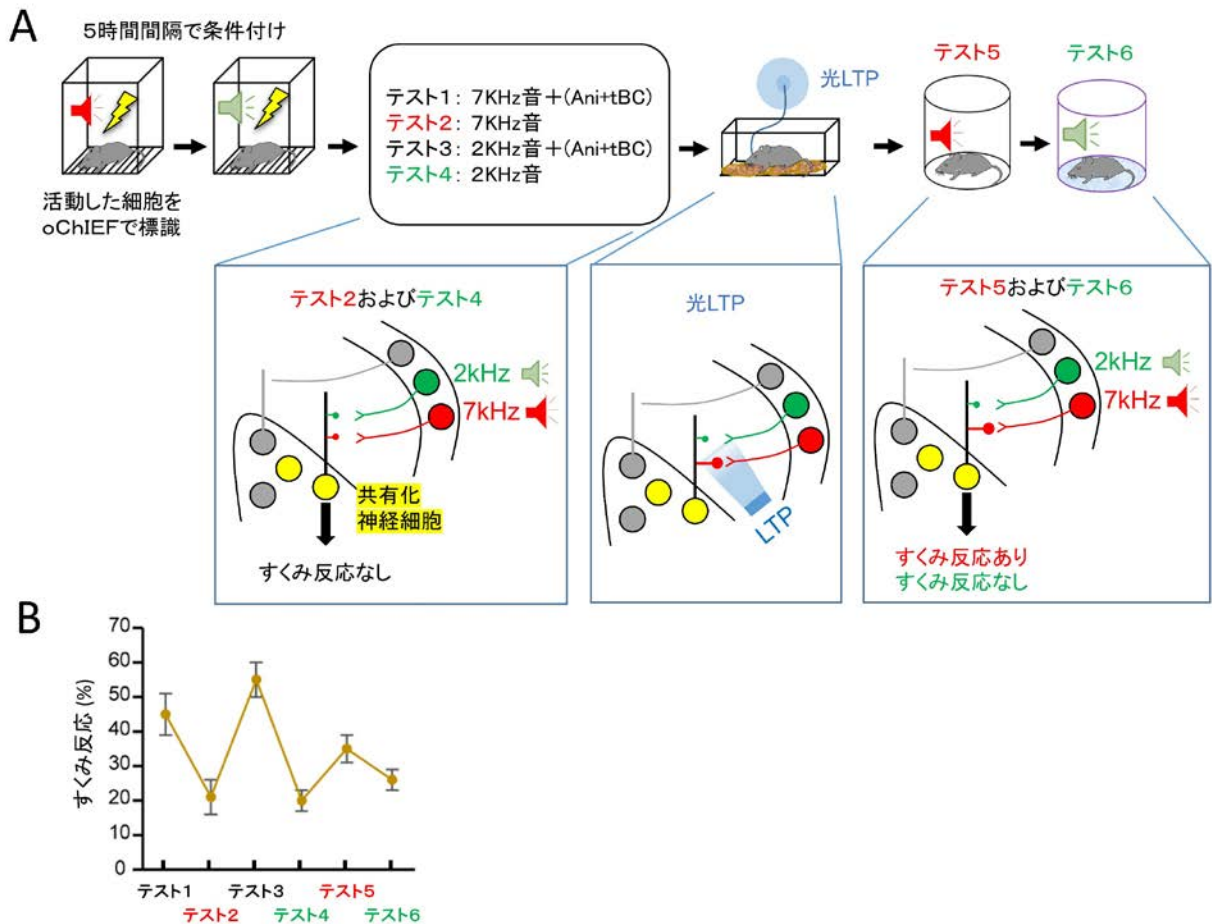 A
5時間間隔で条件付け
活動した細胞を
oChIEFで標識
テスト1: 7KHz音+(Ani+tBC)
テスト2: 7KHz音
テスト3: 2KHz音+(Ani+tBC)
テスト4: 2KHz音
光LTP
テスト5
テスト6
テスト2およびテスト4
2kHz
7kHz
共有化
神経細胞
すくみ反応なし
光LTP
LTP
テスト5およびテスト6
2kHz
7kHz
すくみ反応あり
すくみ反応なし
B
すくみ反応(%)
70
60
50
40
30
20
10
0
テスト1
テスト2
テスト3
テスト4
テスト5
テスト6